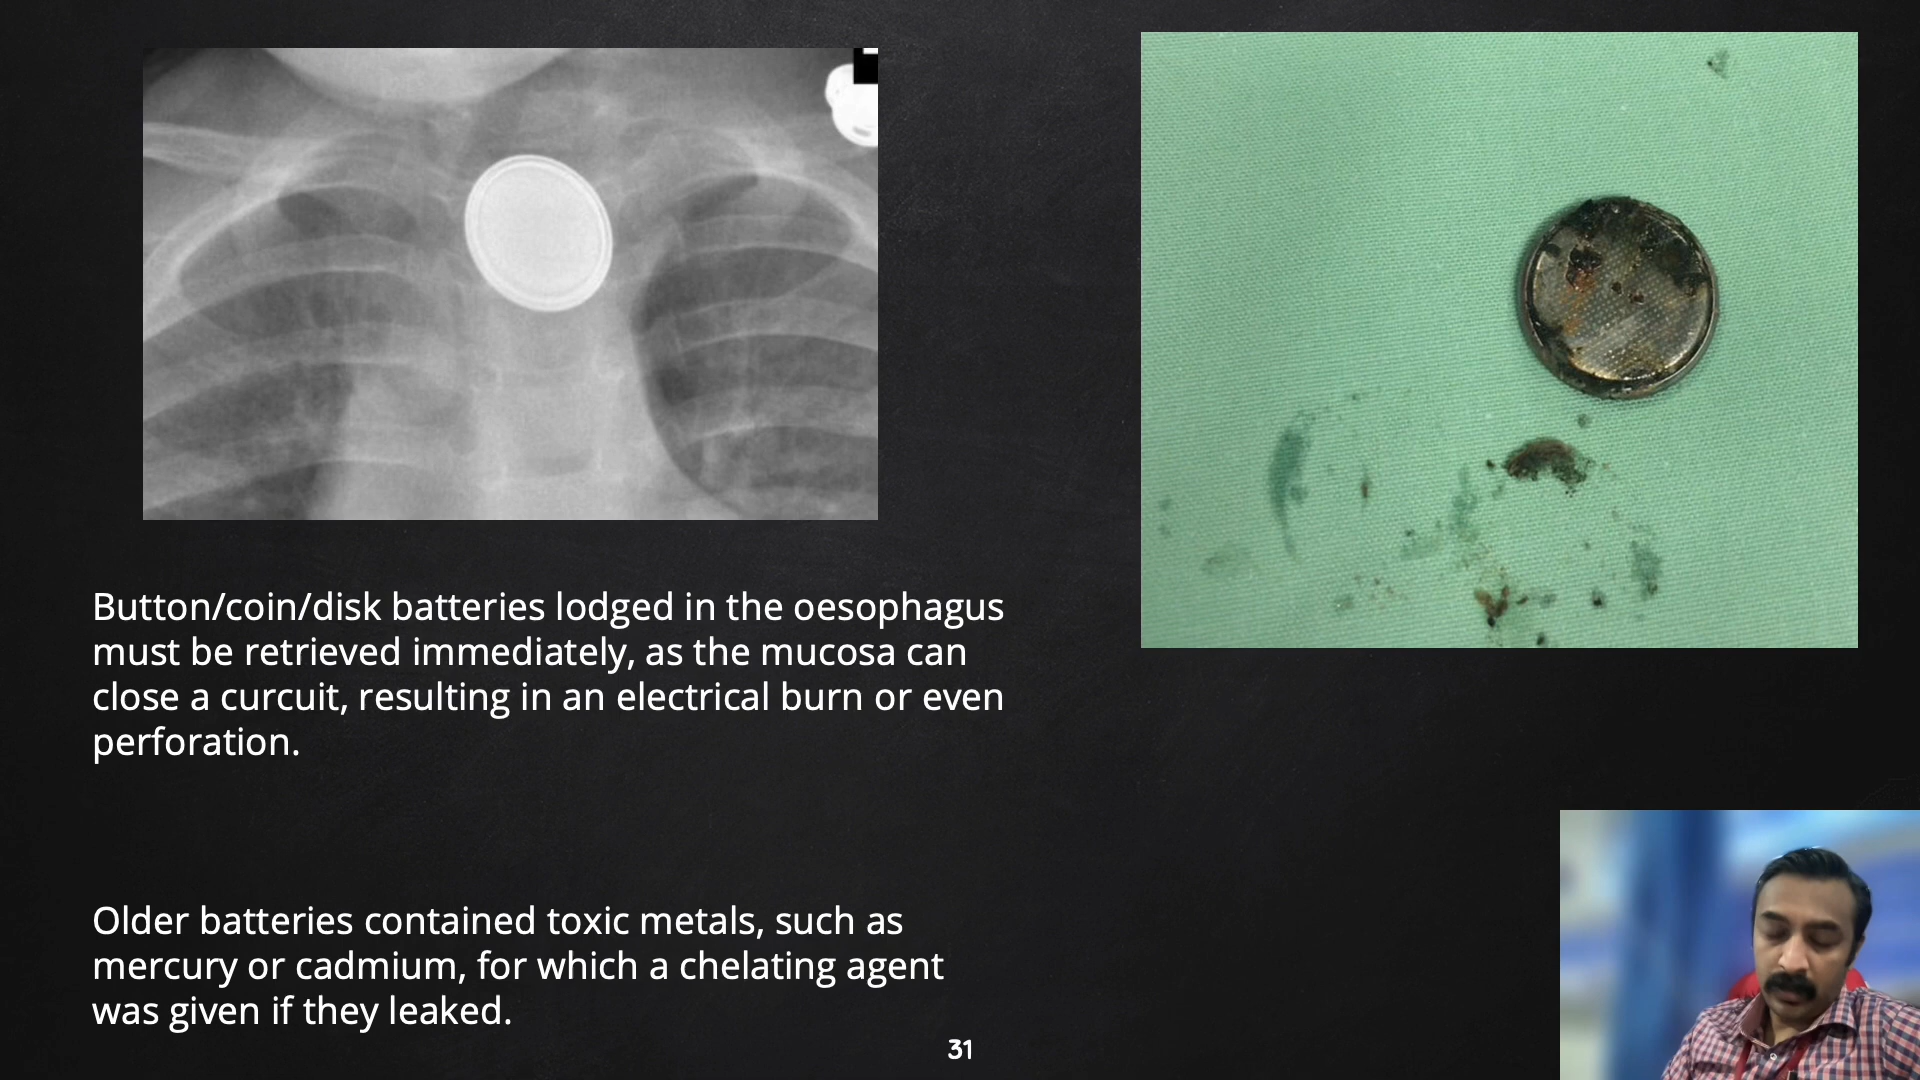 Button/coin/disk batteries lodged in the oesophagus
must be retrieved immediately, as the mucosa can
close a curcuit, resulting in an electrical burn or even
perforation.
Older batteries contained toxic metals, such as
mercury or cadmium, for which a chelating agent
was given if they leaked.
31